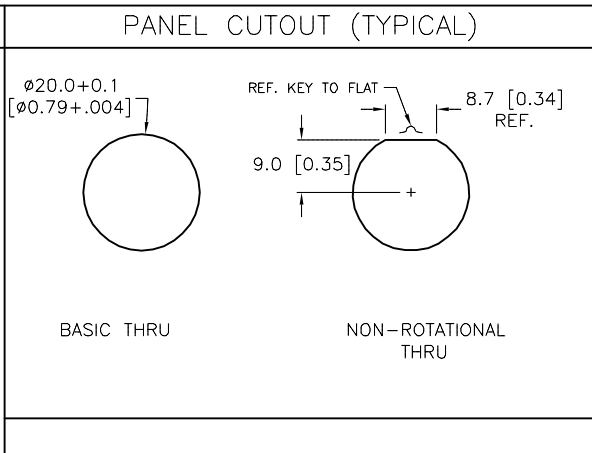 PANEL CUTOUT (TYPICAL)
ø20.0+0.1
[ø0.79+.004]
REF. KEY TO FLAT
8.7 [0.34]
REF.
9.0 [0.35]
BASIC THRU
NON-ROTATIONAL
THRU